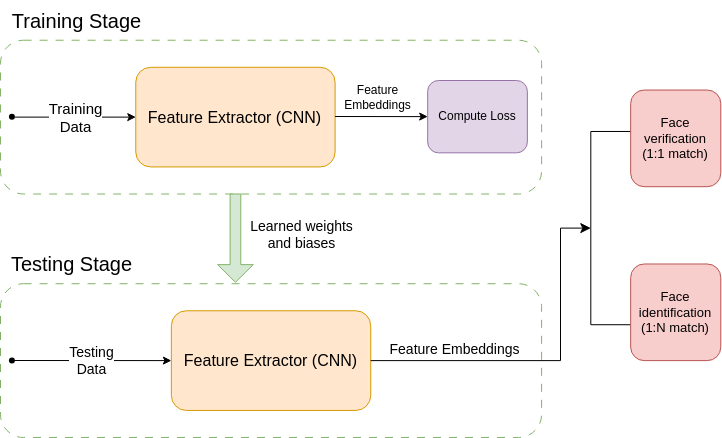 Training Stage
Training
Data
Feature Extractor (CNN)
Feature
Embeddings
Compute Loss
Learned weights
and biases
Face
verification
(1:1 match)
Testing Stage
Testing
Data
Feature Extractor (CNN)
Feature Embeddings
Face
identification
(1:N match)